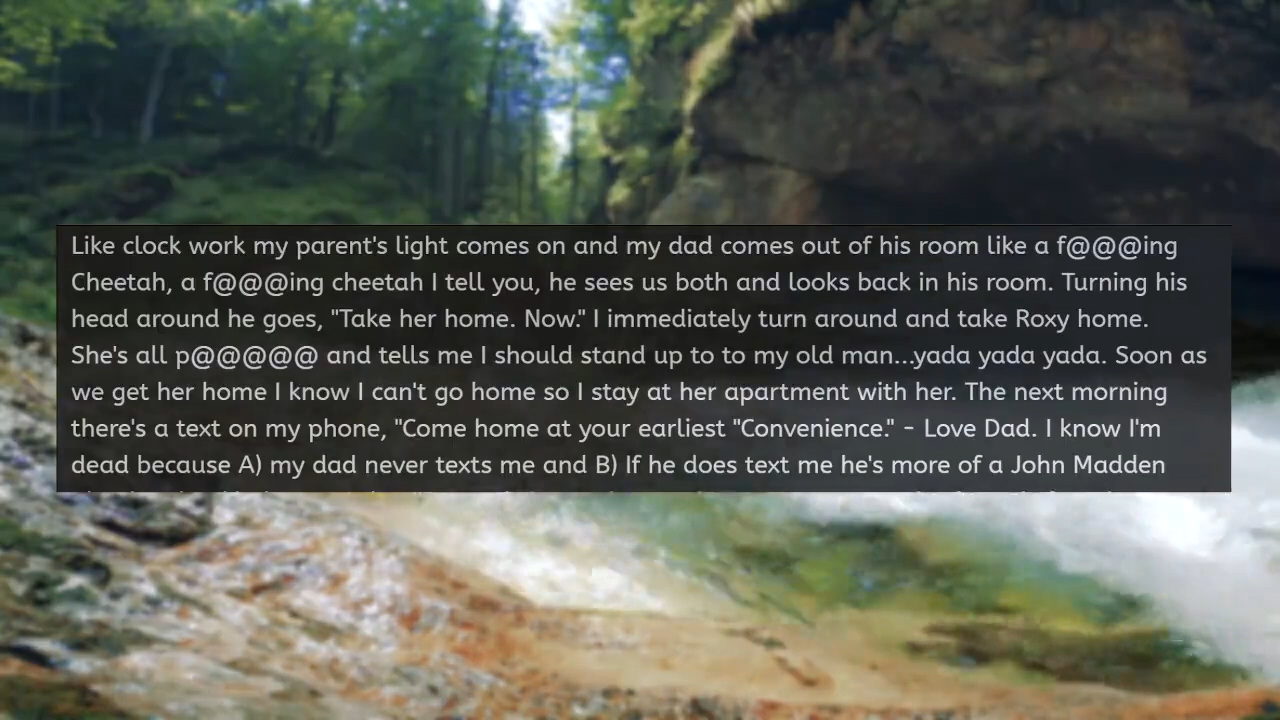 Like clock work my parent's light comes on and my dad comes out of his room like a f@@@ing
Cheetah, a f@@@ing cheetah I tell you, he sees us both and looks back in his room. Turning his
head around he goes, "Take her home. Now." I immediately turn around and take Roxy home.
She's all p@@@@@ and tells me I should stand up to to my old man...yada yada yada. Soon as
we get her home I know I can't go home so I stay at her apartment with her. The next morning
there's a text on my phone, "Come home at your earliest "Convenience." - Love Dad. I know I'm
dead because A) my dad never texts me and B) If he does text me he's more of a John Madden